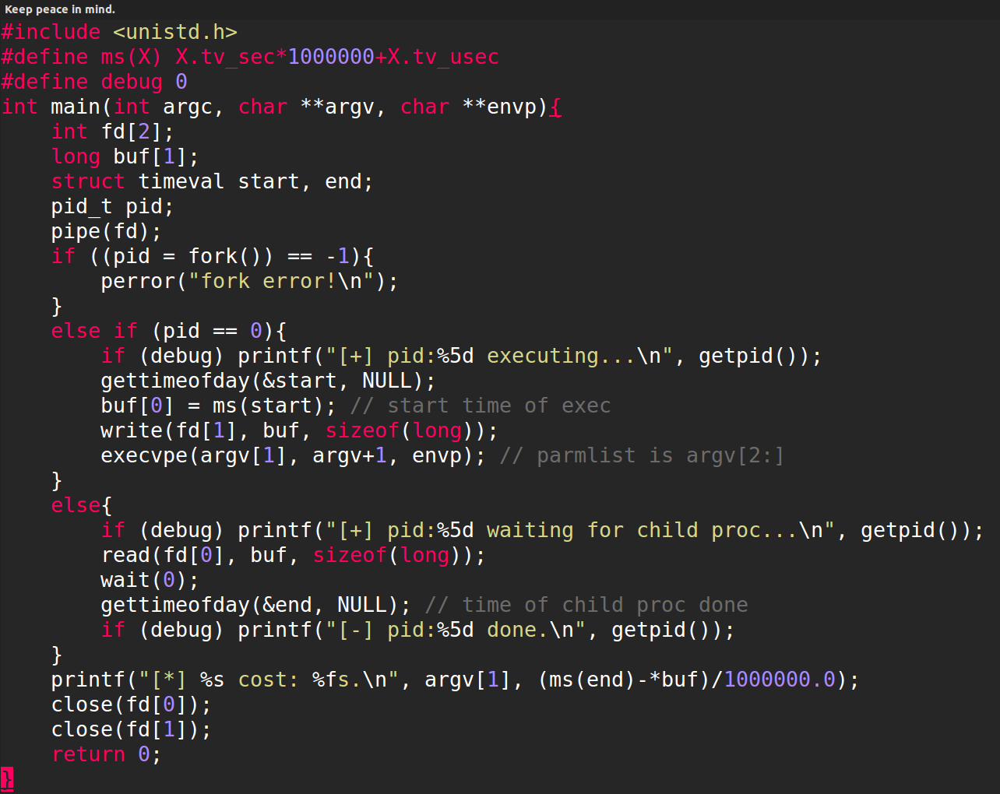 Keep peace in mind.
#include <unistd.h>
#define ms(X) X.tv_sec*1000000+X.tv_usec
#define debug 0
int main(int argc, char **argv, char **envp){
    int fd[2];
    long buf[1];
    struct timeval start, end;
    pid_t pid;
    pipe(fd);
    if ((pid = fork()) == -1){
        perror("fork error!\n");
    }
    else if (pid == 0){
        if (debug) printf("[+] pid:%5d executing...\n", getpid());
        gettimeofday(&start, NULL);
        buf[0] = ms(start); // start time of exec
        write(fd[1], buf, sizeof(long));
        execvpe(argv[1], argv+1, envp); // parmlist is argv[2:]
    }
    else{
        if (debug) printf("[+] pid:%5d waiting for child proc...\n", getpid());
        read(fd[0], buf, sizeof(long));
        wait(0);
        gettimeofday(&end, NULL); // time of child proc done
        if (debug) printf("[-] pid:%5d done.\n", getpid());
    }
    printf("[*] %s cost: %fs.\n", argv[1], (ms(end)-*buf)/1000000.0);
    close(fd[0]);
    close(fd[1]);
    return 0;
}